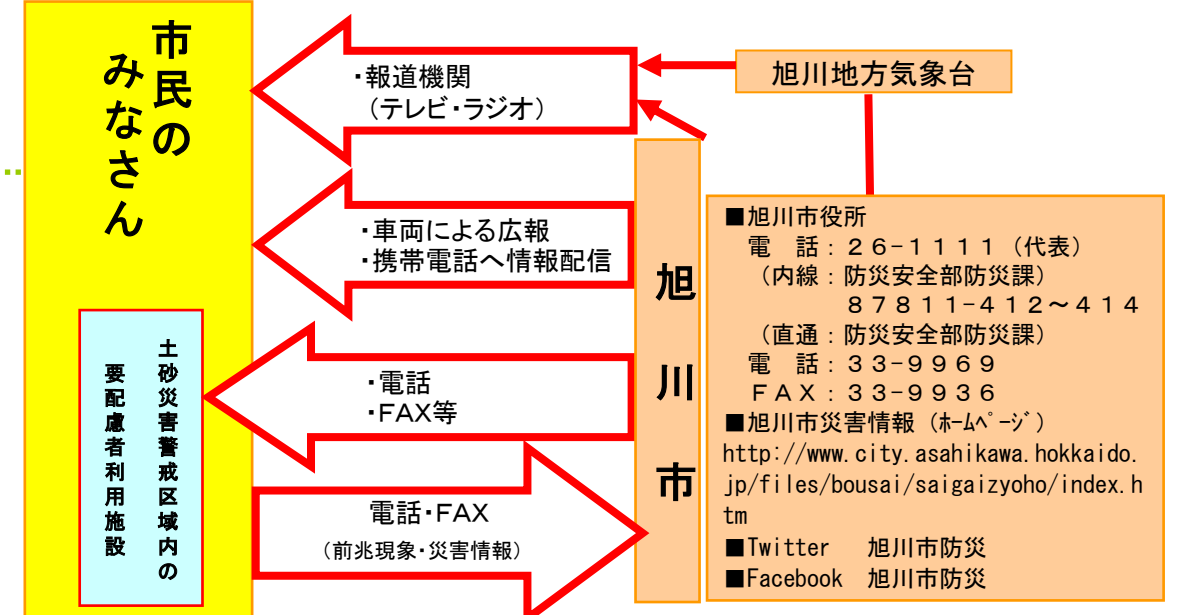 市民の
みなさん
土砂災害警戒区域内の
要配慮者利用施設
・報道機関
(テレビ・ラジオ)
・車両による広報
・携帯電話へ情報配信
・電話
・FAX等
電話・FAX
(前兆現象・災害情報)
旭川市
旭川地方気象台
■旭川市役所
電 話:26-1111(代表)
(内線:防災安全部防災課)
87811-412～414
(直通:防災安全部防災課)
電 話:33-9969
FAX:33-9936
■旭川市災害情報(ﾎｰﾑﾍﾟｰｼﾞ)
http://www.city.asahikawa.hokkaido.
jp/files/bousai/saigaizyoho/index.h
tm
■Twitter 旭川市防災
■Facebook 旭川市防災